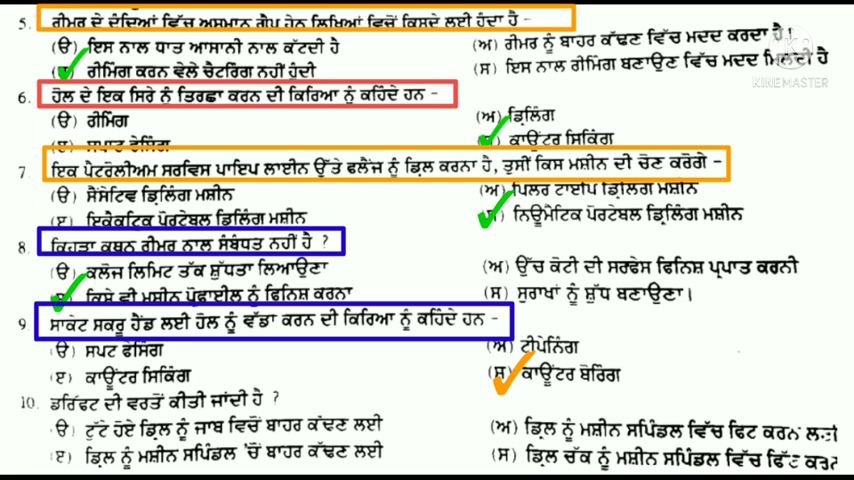 5. ਰੀਮਰ ਦੇ ਦੰਦਿਆਂ ਵਿੱਚ ਅਸਮਾਨ ਗੈਪ ਹੇਠ ਲਿਖਿਆਂ ਵਿਚੋਂ ਕਿਸਦੇ ਲਈ ਹੁੰਦਾ ਹੈ -
(ੳ) ਇਸ ਨਾਲ ਧਾਤ ਆਸਾਨੀ ਨਾਲ ਕੱਟਦੀ ਹੈ (ਅ) ਰੀਮਰ ਨੂੰ ਬਾਹਰ ਕੱਢਣ ਵਿੱਚ ਮਦਦ ਕਰਦਾ ਹੈ।
ਰੀਮਿੰਗ ਕਰਨ ਵੇਲੇ ਚੈਟਰਿੰਗ ਨਹੀਂ ਹੁੰਦੀ (ਸ) ਇਸ ਨਾਲ ਰੀਮਿੰਗ ਬਣਾਉਣ ਵਿੱਚ ਮਦਦ ਮਿਲਦੀ ਹੈ
KINEMASTER
6. ਹੋਲ ਦੇ ਇਕ ਸਿਰੇ ਨੂੰ ਤਿਰਛਾ ਕਰਨ ਦੀ ਕਿਰਿਆ ਨੂੰ ਕਹਿੰਦੇ ਹਨ -
(ੳ) ਰੀਮਿੰਗ (ਅ) ਡ੍ਰਿਲਿੰਗ
(ੲ) ਸਪਾਟ ਫੇਸਿੰਗ (ਸ) ਕਾਊਂਟਰ ਸਿਕਿੰਗ
7. ਇਕ ਪੈਟਰੋਲੀਅਮ ਸਰਵਿਸ ਪਾਇਪ ਲਾਈਨ ਉੱਤੇ ਫਲੈਂਜ ਨੂੰ ਡ੍ਰਿਲ ਕਰਨਾ ਹੈ, ਤੁਸੀਂ ਕਿਸ ਮਸ਼ੀਨ ਦੀ ਚੋਣ ਕਰੋਗੇ -
(ੳ) ਸੈਂਸੇਟਿਵ ਡ੍ਰਿਲਿੰਗ ਮਸ਼ੀਨ (ਅ) ਪਿਲਰ ਟਾਇਪ ਡ੍ਰਿਲਿੰਗ ਮਸ਼ੀਨ
(ੲ) ਇਕੈਕਟਿਕ ਪੋਰਟੇਬਲ ਡ੍ਰਿਲਿੰਗ ਮਸ਼ੀਨ (ਸ) ਨਿਊਮੈਟਿਕ ਪੋਰਟੇਬਲ ਡ੍ਰਿਲਿੰਗ ਮਸ਼ੀਨ
8. ਕਿਹੜਾ ਕਥਨ ਰੀਮਰ ਨਾਲ ਸੰਬੰਧਤ ਨਹੀਂ ਹੈ ?
(ੳ) ਕਲੋਜ ਲਿਮਿਟ ਤੱਕ ਸ਼ੁੱਧਤਾ ਲਿਆਉਣਾ (ਅ) ਉੱਚ ਕੋਟੀ ਦੀ ਸਰਫੇਸ ਫਿਨਿਸ਼ ਪ੍ਰਪਾਤ ਕਰਨੀ
ਕਿਸੇ ਵੀ ਮਸ਼ੀਨ ਪ੍ਰੋਫਾਈਲ ਨੂੰ ਫਿਨਿਸ਼ ਕਰਨਾ (ਸ) ਸੁਰਾਖਾਂ ਨੂੰ ਸ਼ੁੱਧ ਬਣਾਉਣਾ।
9. ਸਾਕੇਟ ਸਕਰੂ ਹੈੱਡ ਲਈ ਹੋਲ ਨੂੰ ਵੱਡਾ ਕਰਨ ਦੀ ਕਿਰਿਆ ਨੂੰ ਕਹਿੰਦੇ ਹਨ -
(ੳ) ਸਪਟ ਫੇਸਿੰਗ (ਅ) ਟੀਪੇਨਿੰਗ
(ੲ) ਕਾਊਂਟਰ ਸਿਕਿੰਗ (ਸ) ਕਾਊਂਟਰ ਬੋਰਿੰਗ
10. ਡਰਿੱਫਟ ਦੀ ਵਰਤੋਂ ਕੀਤੀ ਜਾਂਦੀ ਹੈ ?
(ੳ) ਟੁੱਟੇ ਹੋਏ ਡ੍ਰਿਲ ਨੂੰ ਜਾਬ ਵਿਚੋਂ ਬਾਹਰ ਕੱਦਣ ਲਈ (ਅ) ਡ੍ਰਿਲ ਨੂੰ ਮਸ਼ੀਨ ਸਪਿੰਡਲ ਵਿੱਚ ਫਿਟ ਕਰਨ ਲਈ
(ੲ) ਡ੍ਰਿਲ ਨੂੰ ਮਸ਼ੀਨ ਸਪਿੰਡਲ 'ਚੋਂ ਬਾਹਰ ਕੱਢਣ ਲਈ (ਸ) ਡ੍ਰਿਲ ਚੱਕ ਨੂੰ ਮਸ਼ੀਨ ਸਪਿੰਡਲ ਵਿੱਚ ਫਿੱਟ